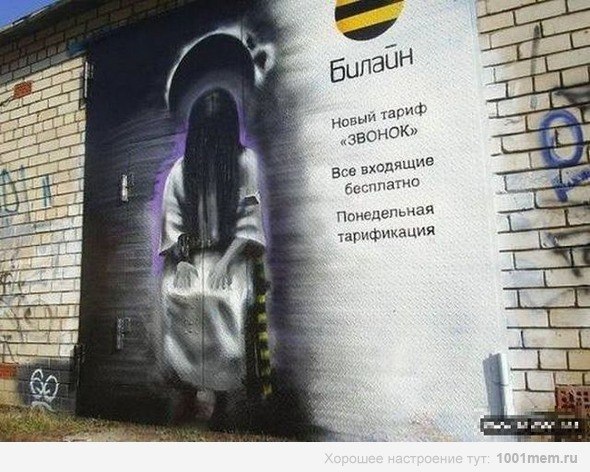 Билайн
Новый тариф
«ЗВОНОК»
Все входящие
бесплатно
Понедельная
тарификация
Хорошее настроение тут: 1001mem.ru